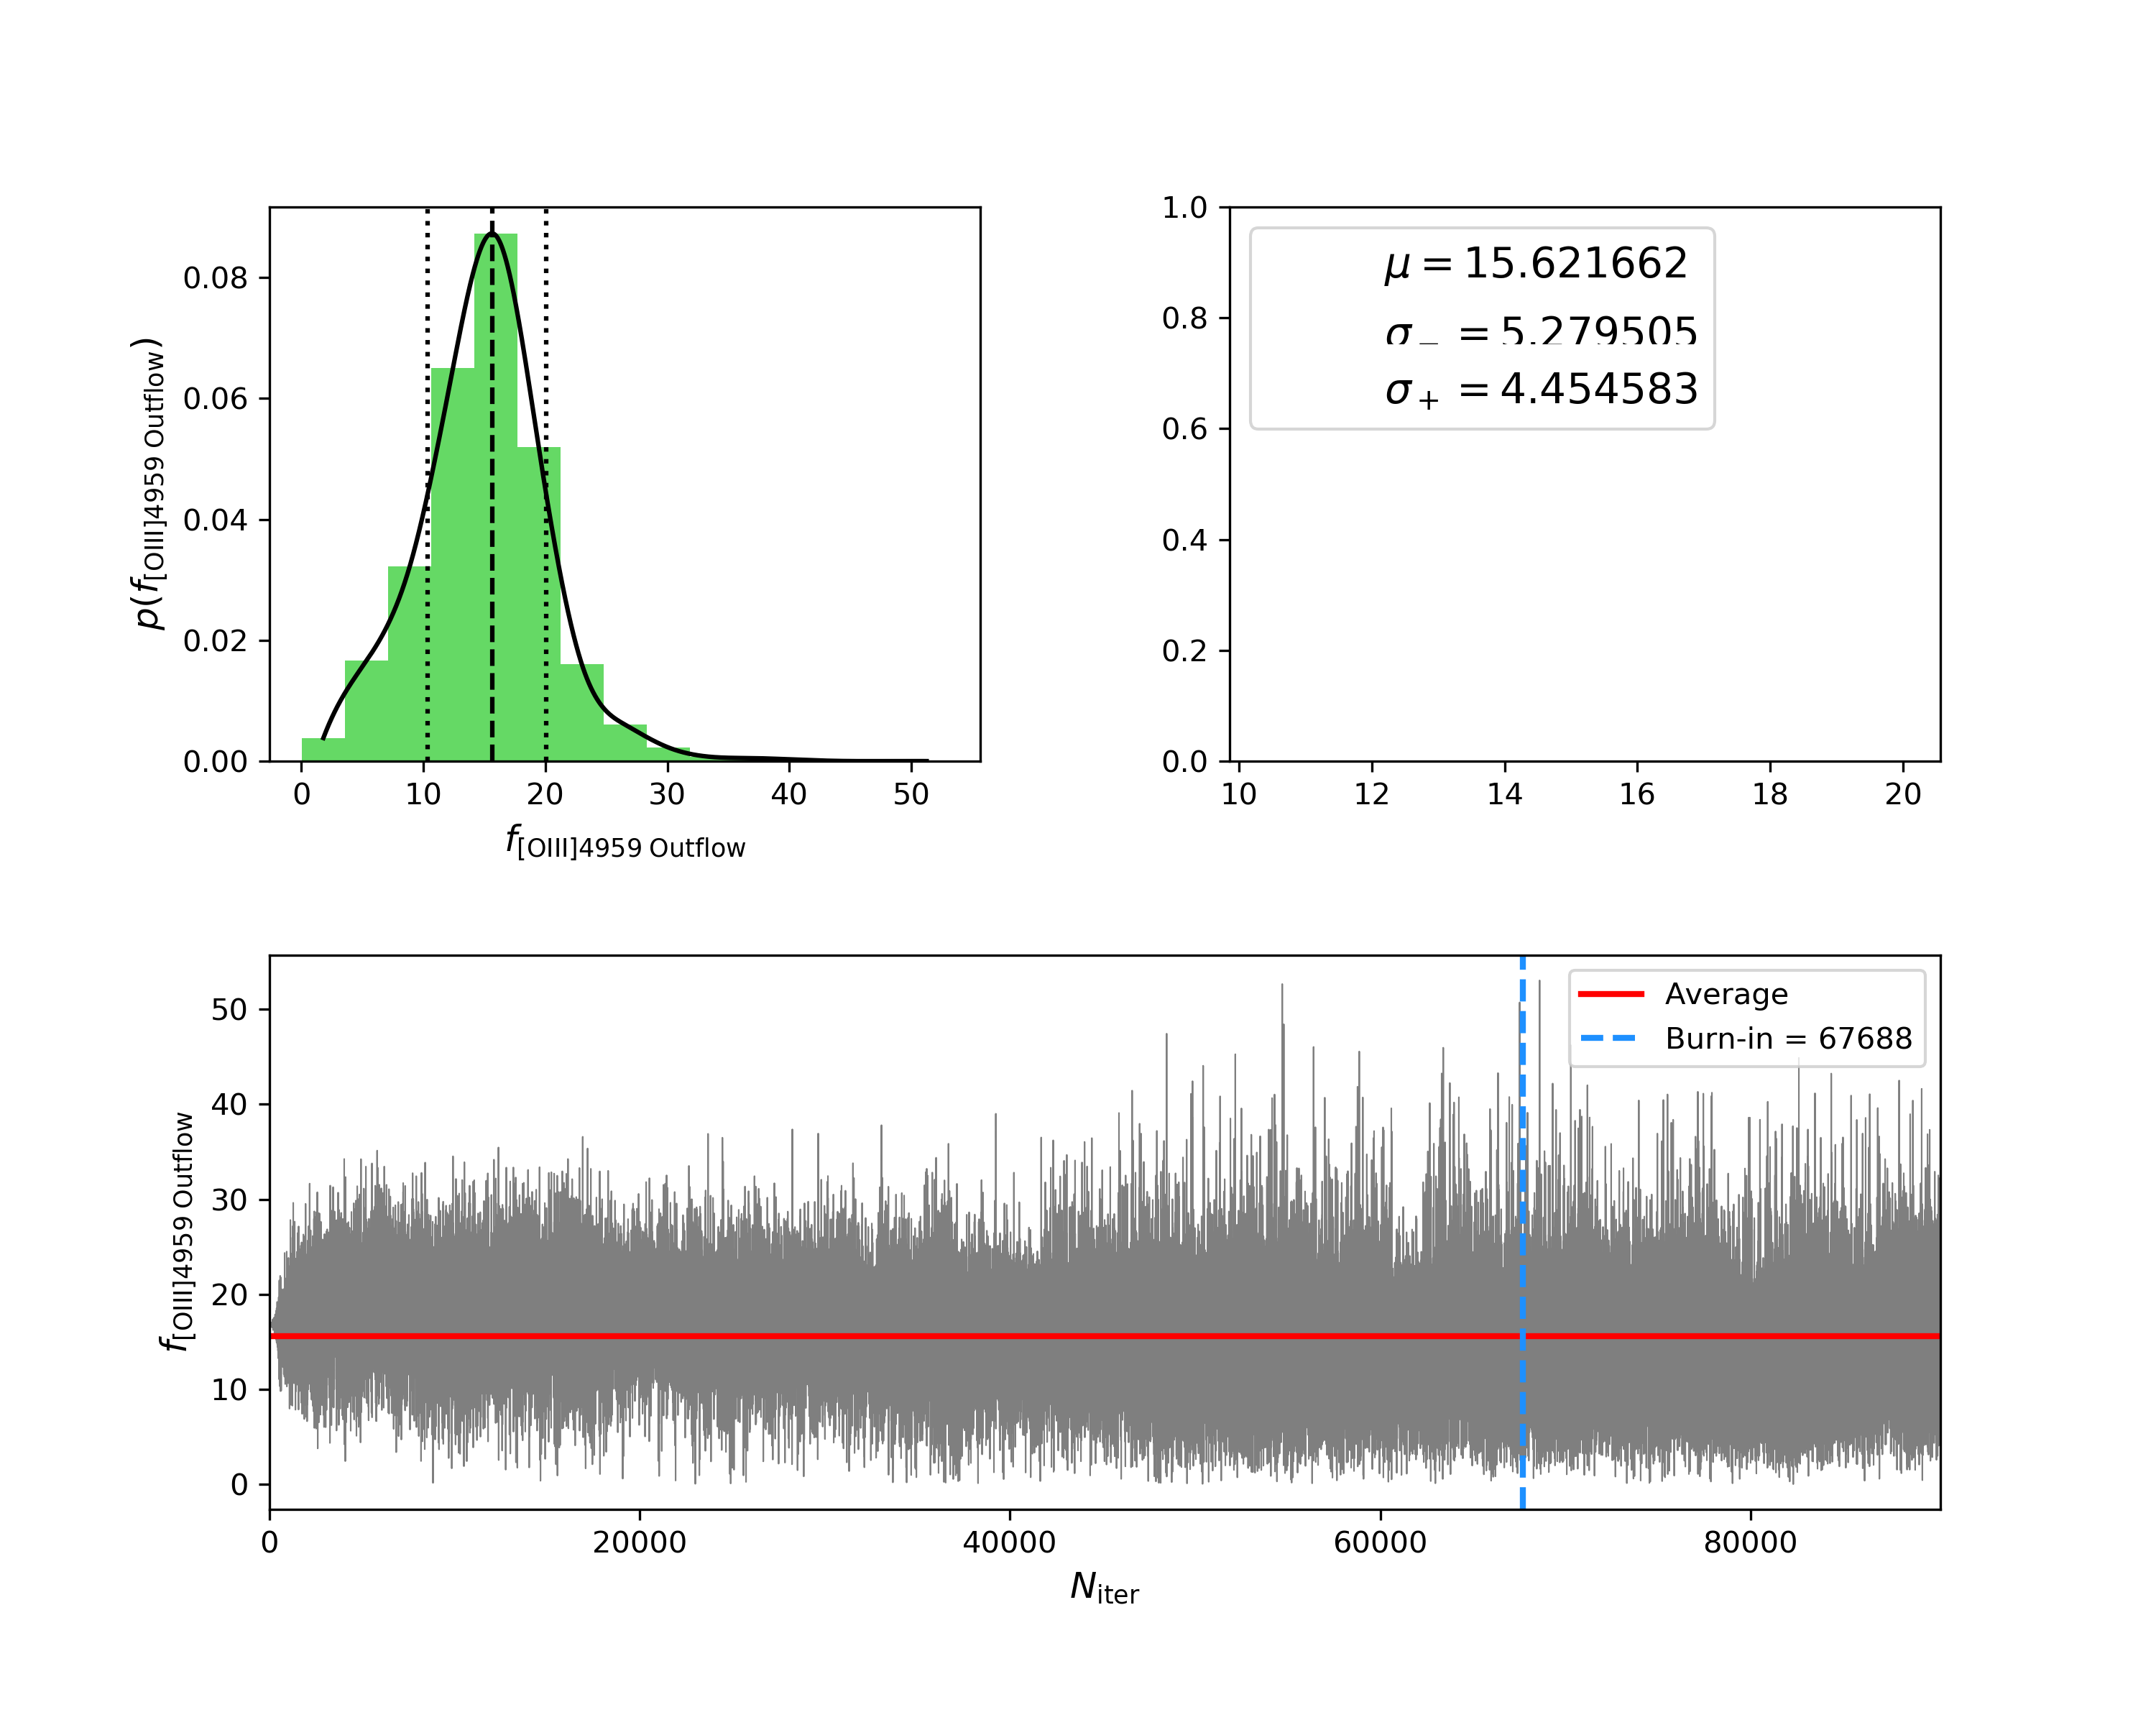 0.08
0.06
0.04
0.02
0.00
p(f[OIII]4959 Outflow)
0 10 20 30 40 50
f[OIII]4959 Outflow
1.0
0.8
0.6
0.4
0.2
0.0
μ = 15.621662
σ− = 5.279505
σ+ = 4.454583
10 12 14 16 18 20
50
40
30
20
10
0
f[OIII]4959 Outflow
Average
Burn-in = 67688
0 20000 40000 60000 80000
Niter